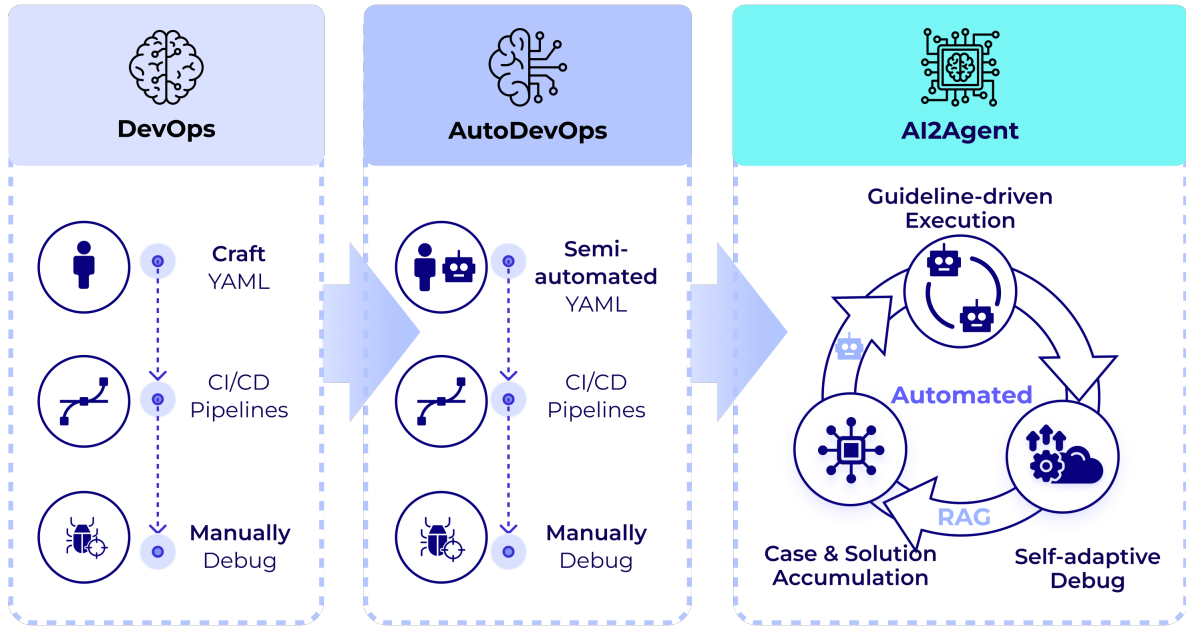 DevOps
Craft
YAML
CI/CD
Pipelines
Manually
Debug
AutoDevOps
Semi-
automated
YAML
CI/CD
Pipelines
Manually
Debug
AI2Agent
Guideline-driven
Execution
Automated
RAG
Case & Solution
Accumulation
Self-adaptive
Debug